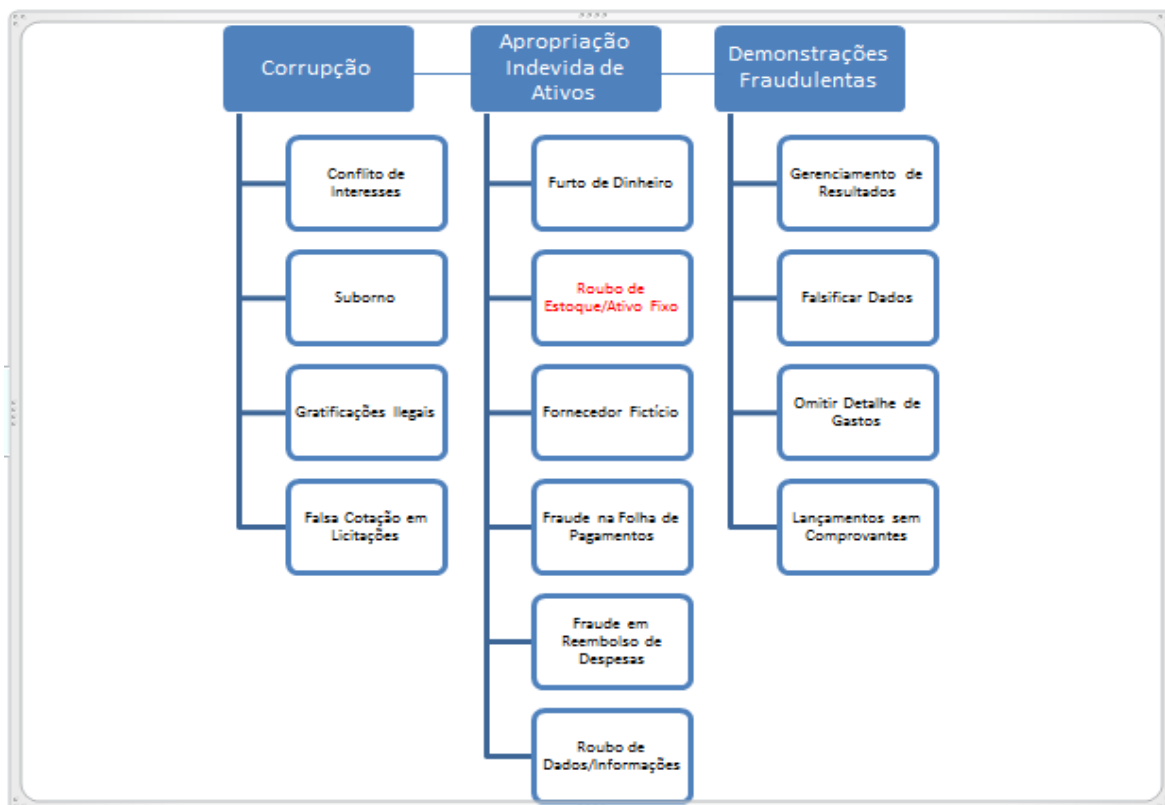 Corrupção
Apropriação
Indevida de
Ativos
Demonstrações
Fraudulentas
Conflito de
Interesses
Suborno
Gratificações Ilegais
Falsa Cotação em
Licitações
Furto de Dinheiro
Roubo de
Estoque/Ativo Fixo
Fornecedor Fictício
Fraude na Folha de
Pagamentos
Fraude em
Reembolso de
Despesas
Roubo de
Dados/Informações
Gerenciamento de
Resultados
Falsificar Dados
Omitir Detalhe de
Gastos
Lançamentos sem
Comprovantes